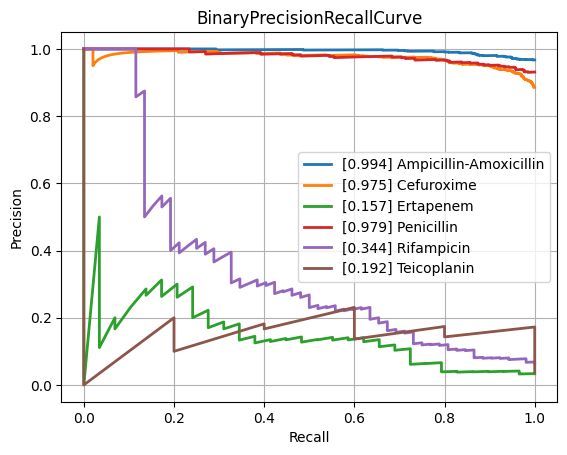 BinaryPrecisionRecallCurve
Precision
1.0
0.8
0.6
0.4
0.2
0.0
[0.994] Ampicillin-Amoxicillin
[0.975] Cefuroxime
[0.157] Ertapenem
[0.979] Penicillin
[0.344] Rifampicin
[0.192] Teicoplanin
0.0 0.2 0.4 0.6 0.8 1.0
Recall